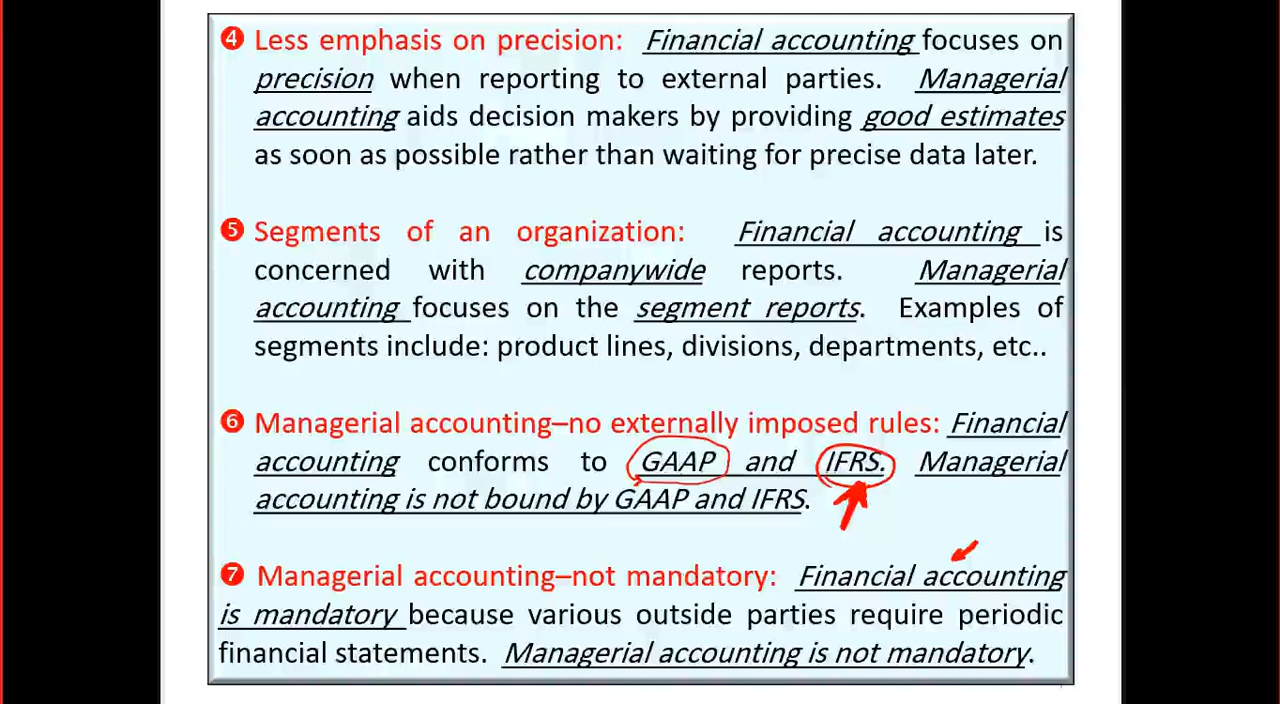 ❹ Less emphasis on precision: Financial accounting focuses on
precision when reporting to external parties. Managerial
accounting aids decision makers by providing good estimates
as soon as possible rather than waiting for precise data later.
❺ Segments of an organization: Financial accounting is
concerned with companywide reports. Managerial
accounting focuses on the segment reports. Examples of
segments include: product lines, divisions, departments, etc..
❻ Managerial accounting–no externally imposed rules: Financial
accounting conforms to GAAP and IFRS. Managerial
accounting is not bound by GAAP and IFRS.
❼ Managerial accounting–not mandatory: Financial accounting
is mandatory because various outside parties require periodic
financial statements. Managerial accounting is not mandatory.